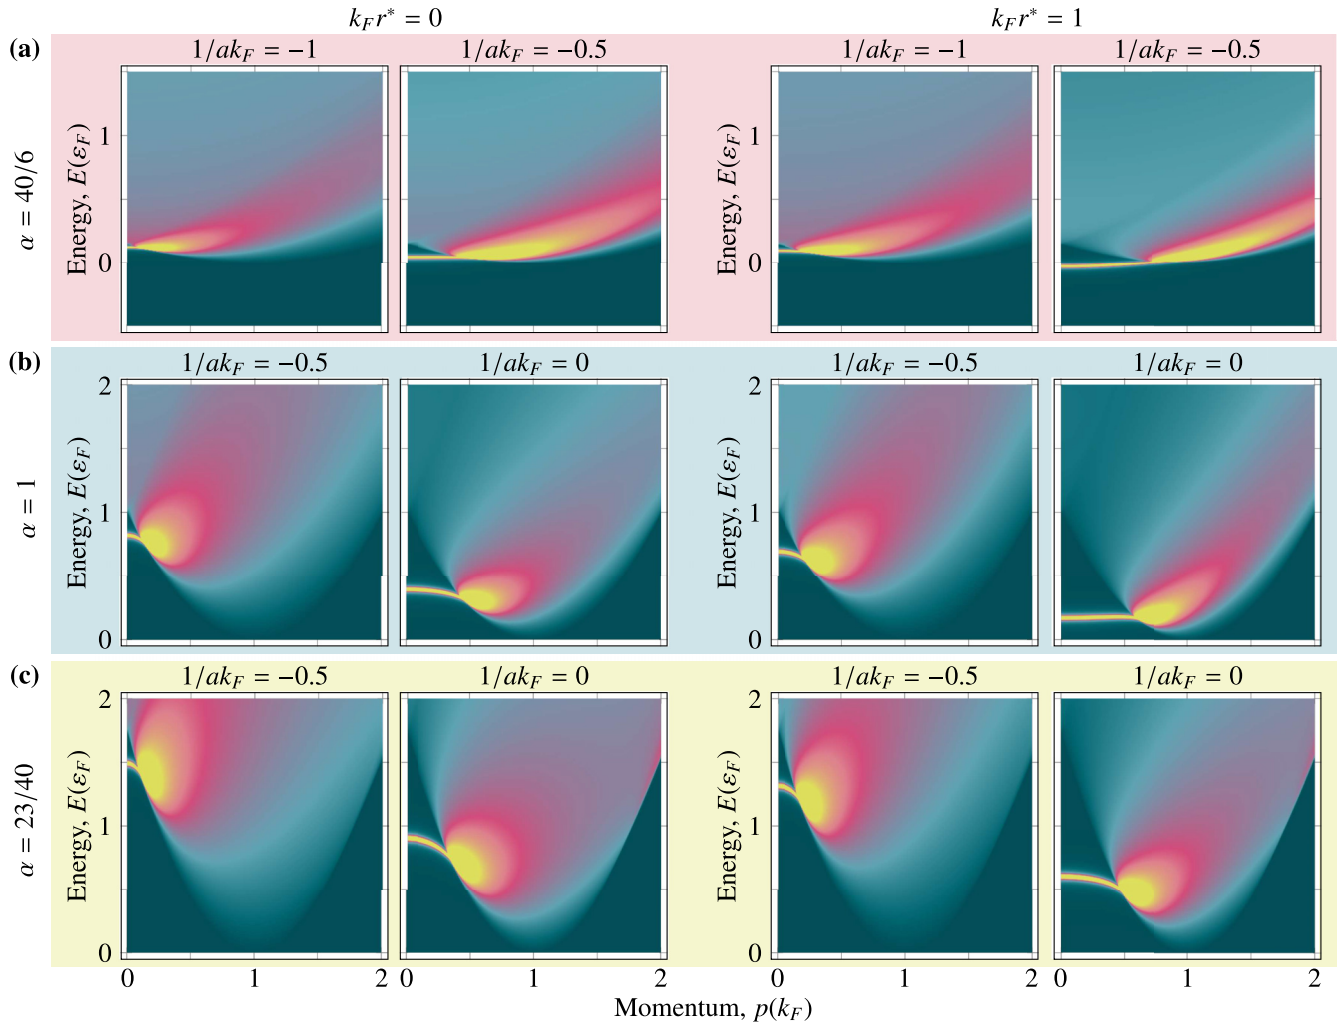 k_F r* = 0 k_F r* = 1
(a) 1/ak_F = −1 1/ak_F = −0.5 1/ak_F = −1 1/ak_F = −0.5
α = 40/6
Energy, E(ε_F) Energy, E(ε_F)
1 1
0 0
(b) 1/ak_F = −0.5 1/ak_F = 0 1/ak_F = −0.5 1/ak_F = 0
α = 1
Energy, E(ε_F) Energy, E(ε_F)
2 2
1 1
0 0
(c) 1/ak_F = −0.5 1/ak_F = 0 1/ak_F = −0.5 1/ak_F = 0
α = 23/40
Energy, E(ε_F) Energy, E(ε_F)
2 2
1 1
0 0
0 1 2 0 1 2 0 1 2 0 1 2
Momentum, p(k_F)